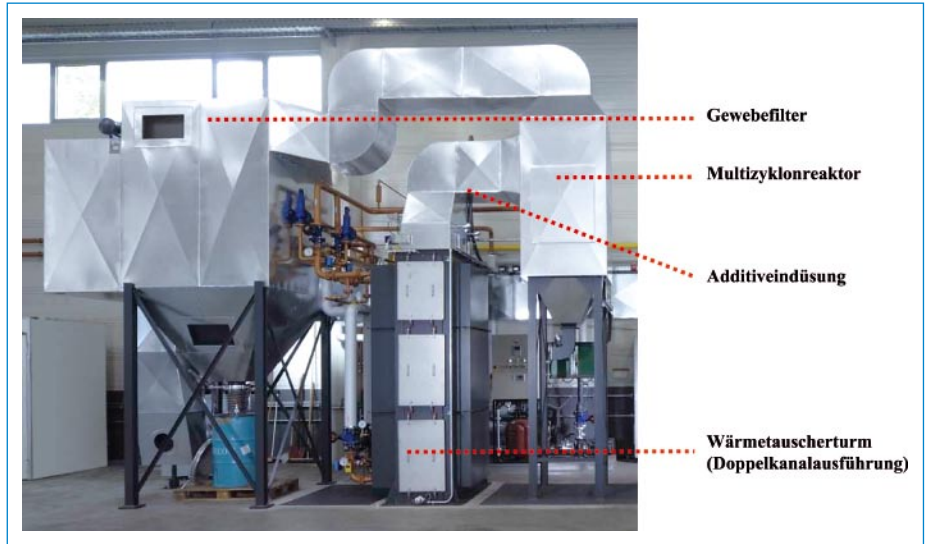 Gewebefilter
Multizyklonreaktor
Additiveindüsung
Wärmetauscherturm
(Doppelkanalausführung)